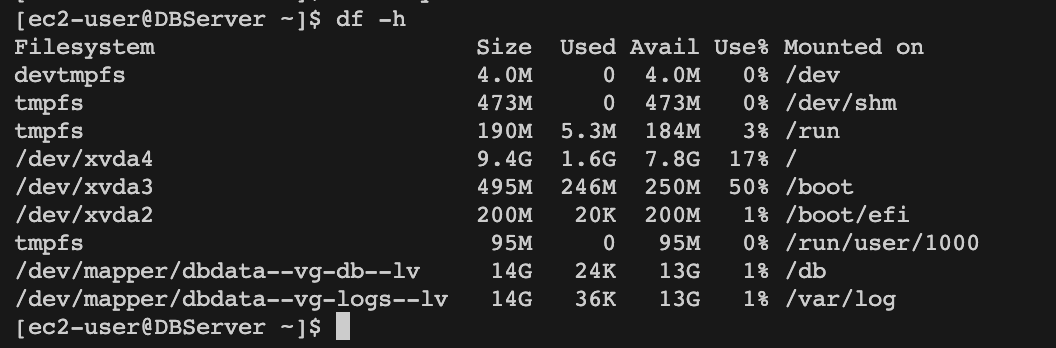 [ec2-user@DBServer ~]$ df -h
Filesystem Size Used Avail Use% Mounted on
devtmpfs 4.0M 0 4.0M 0% /dev
tmpfs 473M 0 473M 0% /dev/shm
tmpfs 190M 5.3M 184M 3% /run
/dev/xvda4 9.4G 1.6G 7.8G 17% /
/dev/xvda3 495M 246M 250M 50% /boot
/dev/xvda2 200M 20K 200M 1% /boot/efi
tmpfs 95M 0 95M 0% /run/user/1000
/dev/mapper/dbdata--vg-db--lv 14G 24K 13G 1% /db
/dev/mapper/dbdata--vg-logs--lv 14G 36K 13G 1% /var/log
[ec2-user@DBServer ~]$